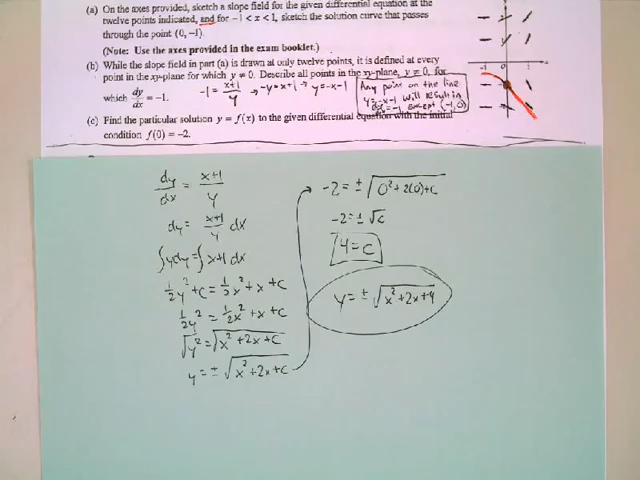 (a) On the axes provided, sketch a slope field for the given differential equation at the
twelve points indicated, and for −1 < x < 1, sketch the solution curve that passes
through the point (0, −1).
(Note: Use the axes provided in the exam booklet.)
(b) While the slope field in part (a) is drawn at only twelve points, it is defined at every
point in the xy-plane for which y ≠ 0. Describe all points in the xy-plane, y ≠ 0, for
which dy/dx = −1.
-1 = x+1/y → -y = x+1 → y = -x-1
Any point on the line
y = -x-1 will result in
dy/dx = -1 except (-1,0)
(c) Find the particular solution y = f(x) to the given differential equation with the initial
condition f(0) = −2.
-1 0 1
dy/dx = x+1/y
dy = x+1/y dx
∫ydy = ∫x+1 dx
1/2 y² + C = 1/2 x² + x + C
1/2 y² = 1/2 x² + x + C
√y² = √x² + 2x + C
y = ± √x² + 2x + C
-2 = ± √0² + 2(0) + C
-2 = ± √C
4 = C
y = ± √x² + 2x + 4